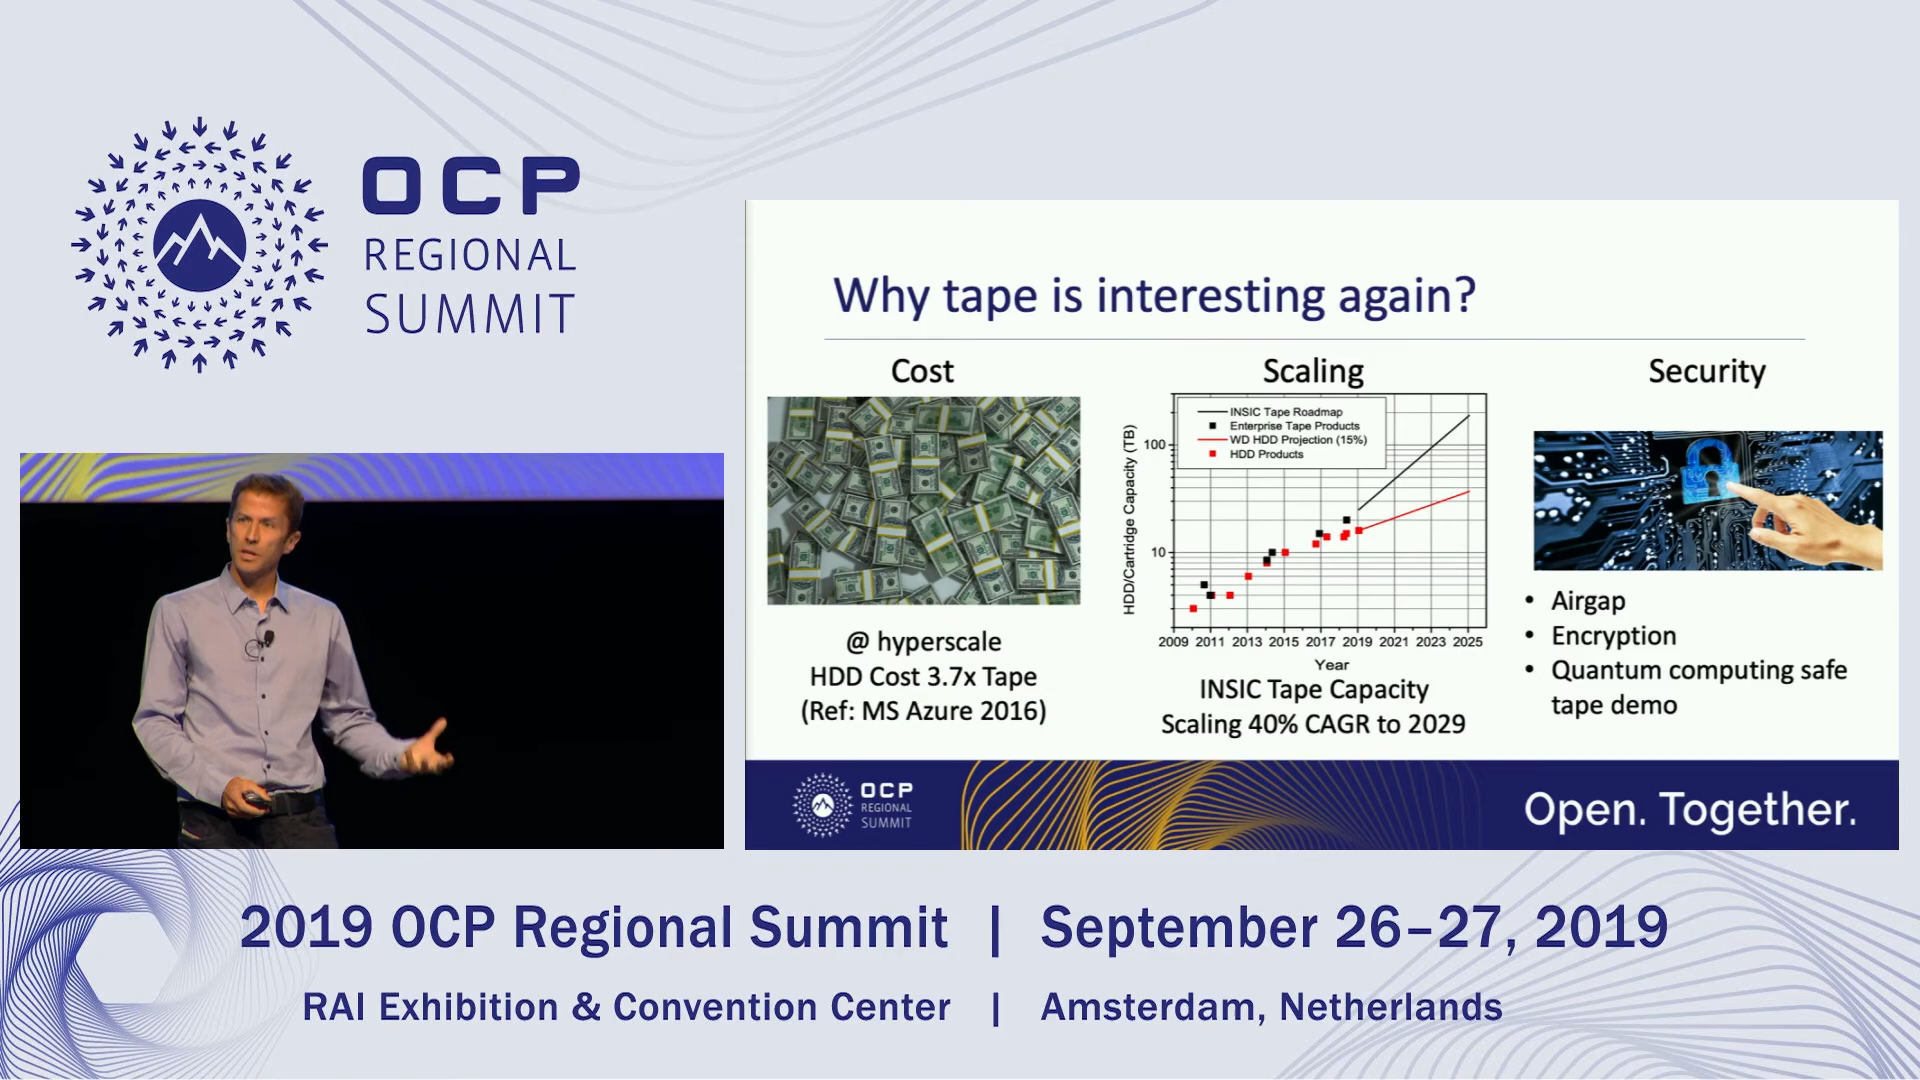 OCP
REGIONAL
SUMMIT
Why tape is interesting again?
Cost
@ hyperscale
HDD Cost 3.7x Tape
(Ref: MS Azure 2016)
Scaling
INSIC Tape Roadmap
Enterprise Tape Products
WD HDD Projection (15%)
HDD Products
HDD/Cartridge Capacity (TB)
100
10
2009 2011 2013 2015 2017 2019 2021 2023 2025
Year
INSIC Tape Capacity
Scaling 40% CAGR to 2029
Security
• Airgap
• Encryption
• Quantum computing safe
tape demo
OCP
REGIONAL
SUMMIT
Open. Together.
2019 OCP Regional Summit | September 26–27, 2019
RAI Exhibition & Convention Center | Amsterdam, Netherlands